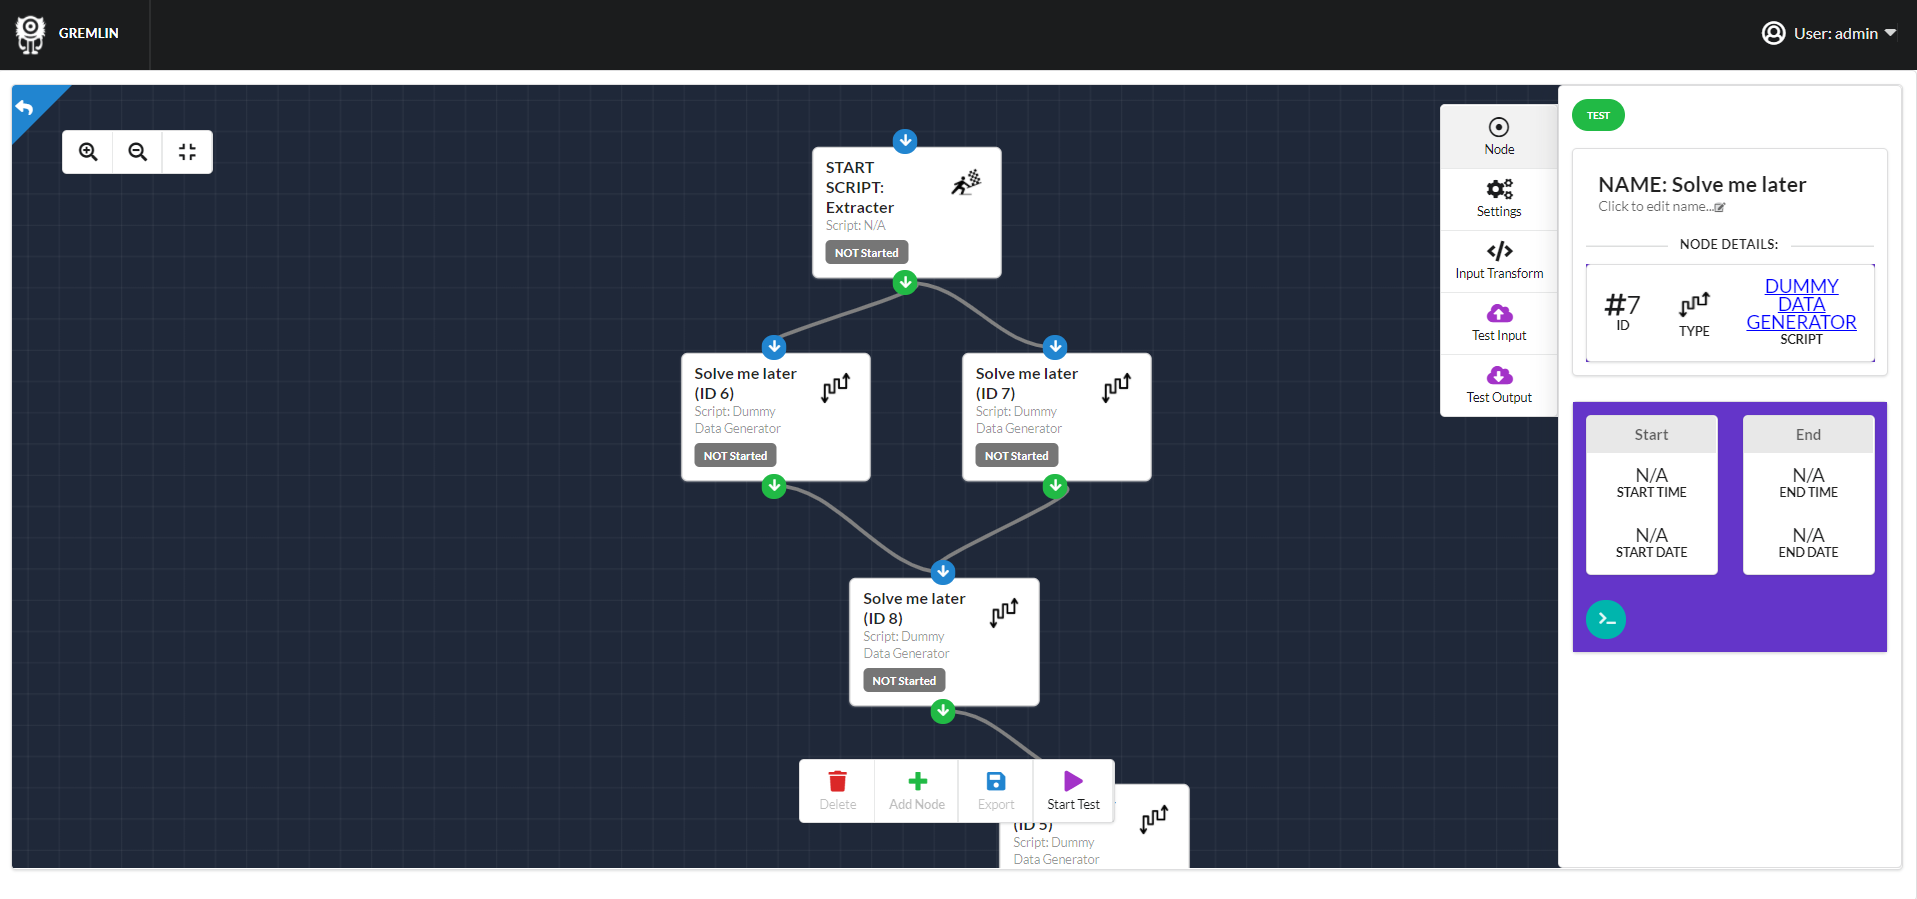 GREMLIN
User: admin
START
SCRIPT:
Extracter
Script: N/A
NOT Started
Solve me later
(ID 6)
Script: Dummy
Data Generator
NOT Started
Solve me later
(ID 7)
Script: Dummy
Data Generator
NOT Started
Solve me later
(ID 8)
Script: Dummy
Data Generator
NOT Started
Delete
Add Node
Export
Start Test
(ID 5)
Script: Dummy
Data Generator
Node
Settings
Input Transform
Test Input
Test Output
TEST
NAME: Solve me later
Click to edit name...
NODE DETAILS:
#7
ID
TYPE
DUMMY
DATA
GENERATOR
SCRIPT
Start
N/A
START TIME
N/A
START DATE
End
N/A
END TIME
N/A
END DATE